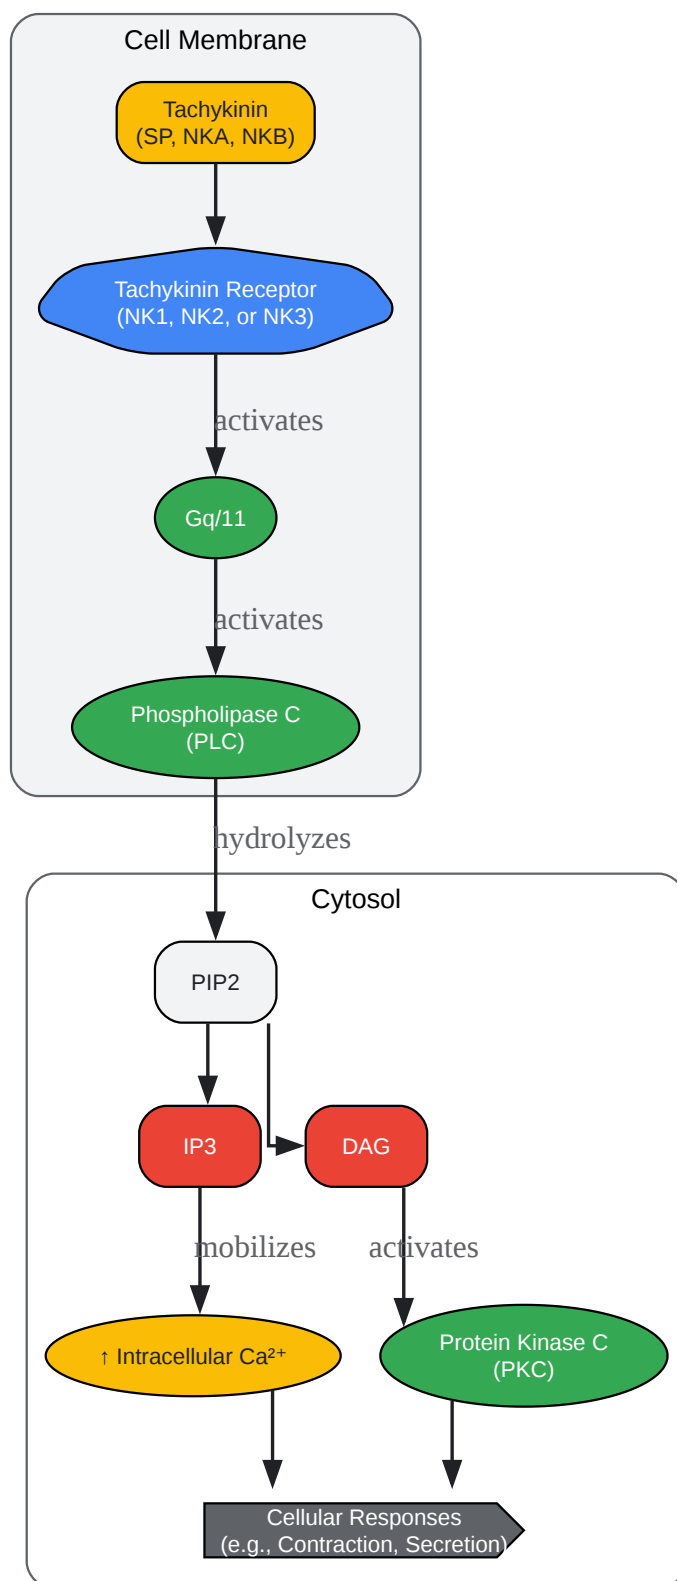 Cell Membrane
Tachykinin
(SP, NKA, NKB)
Tachykinin Receptor
(NK1, NK2, or NK3)
activates
Gq/11
activates
Phospholipase C
(PLC)
hydrolyzes
Cytosol
PIP2
IP3
DAG
mobilizes
activates
↑ Intracellular Ca²⁺
Protein Kinase C
(PKC)
Cellular Responses
(e.g., Contraction, Secretion)